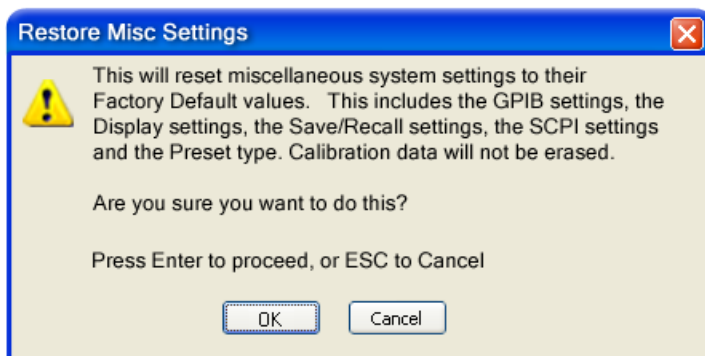 Restore Misc Settings
This will reset miscellaneous system settings to their
Factory Default values.   This includes the GPIB settings, the
Display settings, the Save/Recall settings, the SCPI settings
and the Preset type. Calibration data will not be erased.
Are you sure you want to do this?
Press Enter to proceed, or ESC to Cancel
OK
Cancel